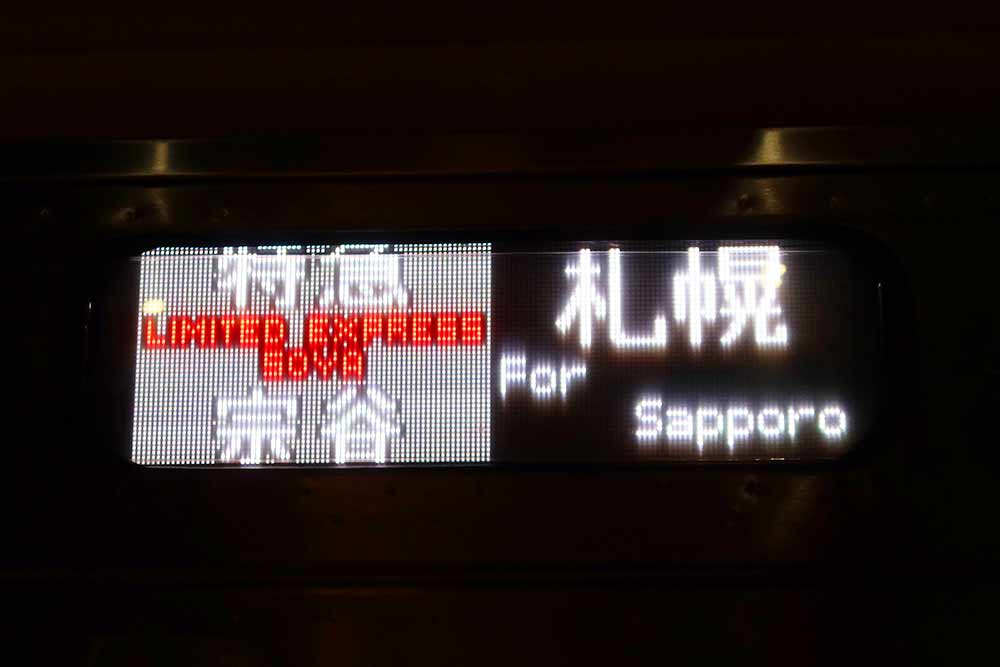 特急
LIMITED EXPRESS
SOYA
宗谷
札幌
For
Sapporo